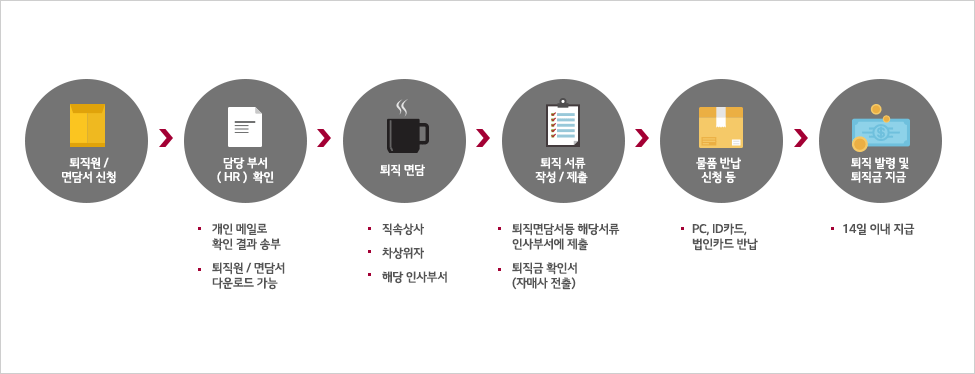 퇴직원 /
면담서 신청
담당 부서
( HR ) 확인
퇴직 면담
퇴직 서류
작성 / 제출
물품 반납
신청 등
퇴직 발령 및
퇴직금 지급
개인 메일로
확인 결과 송부
퇴직원 / 면담서
다운로드 가능
직속상사
차상위자
해당 인사부서
퇴직면담서등 해당서류
인사부서에 제출
퇴직금 확인서
(자매사 전출)
PC, ID카드,
법인카드 반납
14일 이내 지급